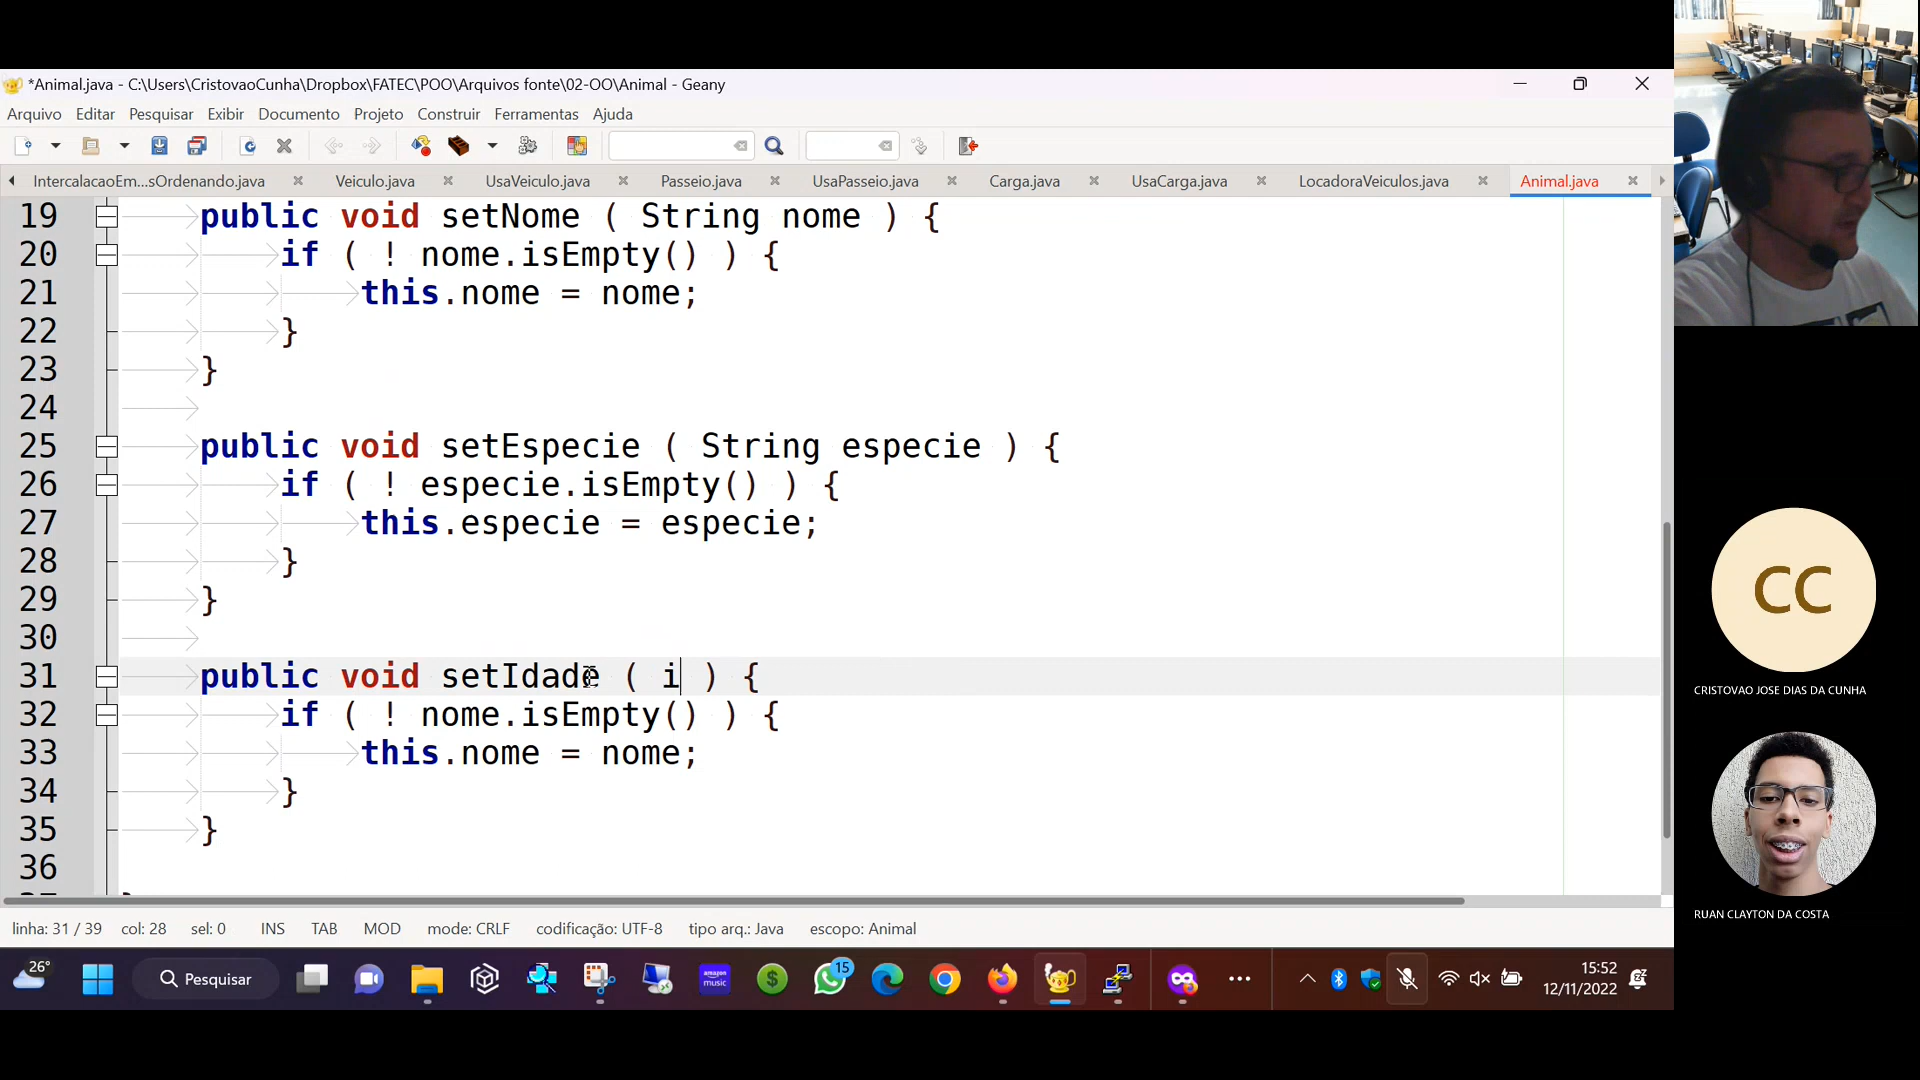 *Animal.java - C:\Users\CristovaoCunha\Dropbox\FATEC\POO\Arquivos fonte\02-OO\Animal - Geany
Arquivo Editar Pesquisar Exibir Documento Projeto Construir Ferramentas Ajuda
IntercalacaoEm...sOrdenando.java Veiculo.java UsaVeiculo.java Passeio.java UsaPasseio.java Carga.java UsaCarga.java LocadoraVeiculos.java Animal.java
19 public void setNome ( String nome ) {
20 if ( ! nome.isEmpty() ) {
21 this.nome = nome;
22 }
23 }
24
25 public void setEspecie ( String especie ) {
26 if ( ! especie.isEmpty() ) {
27 this.especie = especie;
28 }
29 }
30
31 public void setIdade ( i ) {
32 if ( ! nome.isEmpty() ) {
33 this.nome = nome;
34 }
35 }
36
linha: 31 / 39 col: 28 sel: 0 INS TAB MOD mode: CRLF codificação: UTF-8 tipo arq.: Java escopo: Animal
26° Pesquisar amazon music 15 15:52
12/11/2022
CC
CRISTOVAO JOSE DIAS DA CUNHA
RUAN CLAYTON DA COSTA